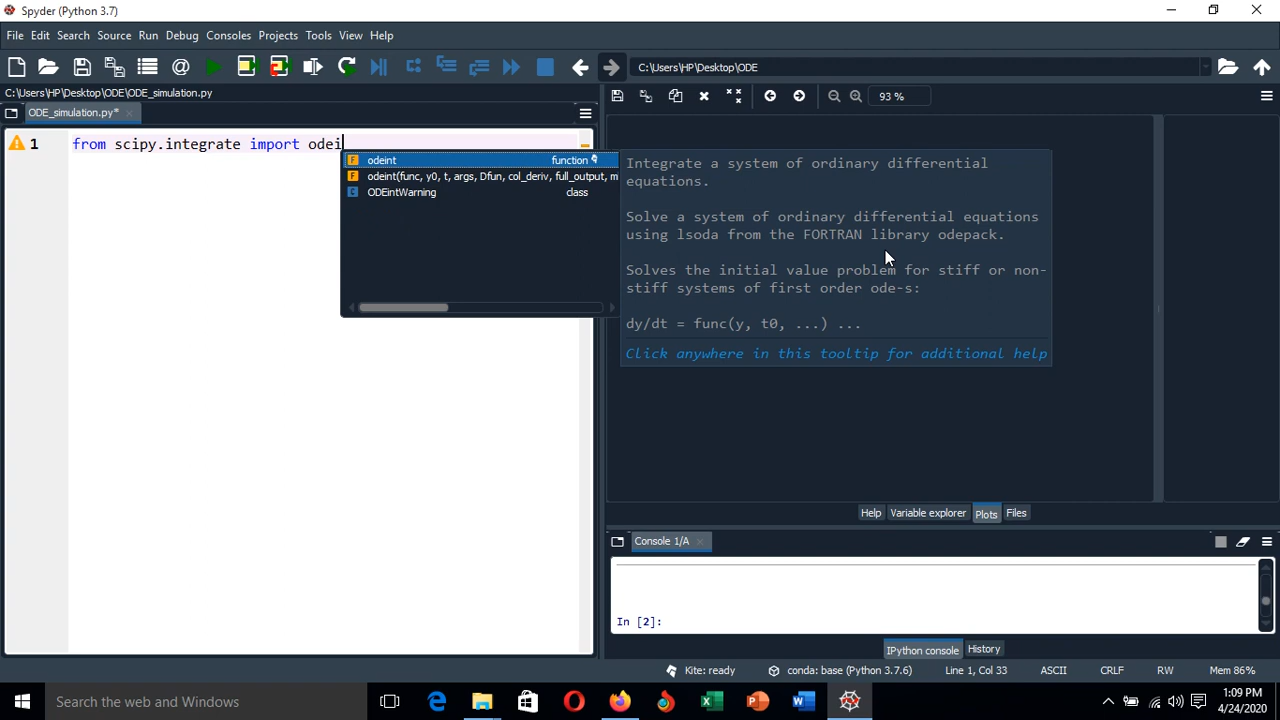 Spyder (Python 3.7)
File Edit Search Source Run Debug Consoles Projects Tools View Help
C:\Users\HP\Desktop\ODE
C:\Users\HP\Desktop\ODE\ODE_simulation.py
ODE_simulation.py*
93 %
1 from scipy.integrate import odei
odeint function
odeint(func, y0, t, args, Dfun, col_deriv, full_output, m
ODEintWarning class
Integrate a system of ordinary differential
equations.
Solve a system of ordinary differential equations
using lsoda from the FORTRAN library odepack.
Solves the initial value problem for stiff or non-
stiff systems of first order ode-s:
dy/dt = func(y, t0, ...) ...
Click anywhere in this tooltip for additional help
Help Variable explorer Plots Files
Console 1/A
In [2]:
IPython console History
Kite: ready conda: base (Python 3.7.6) Line 1, Col 33 ASCII CRLF RW Mem 86%
Search the web and Windows
1:09 PM
4/24/2020